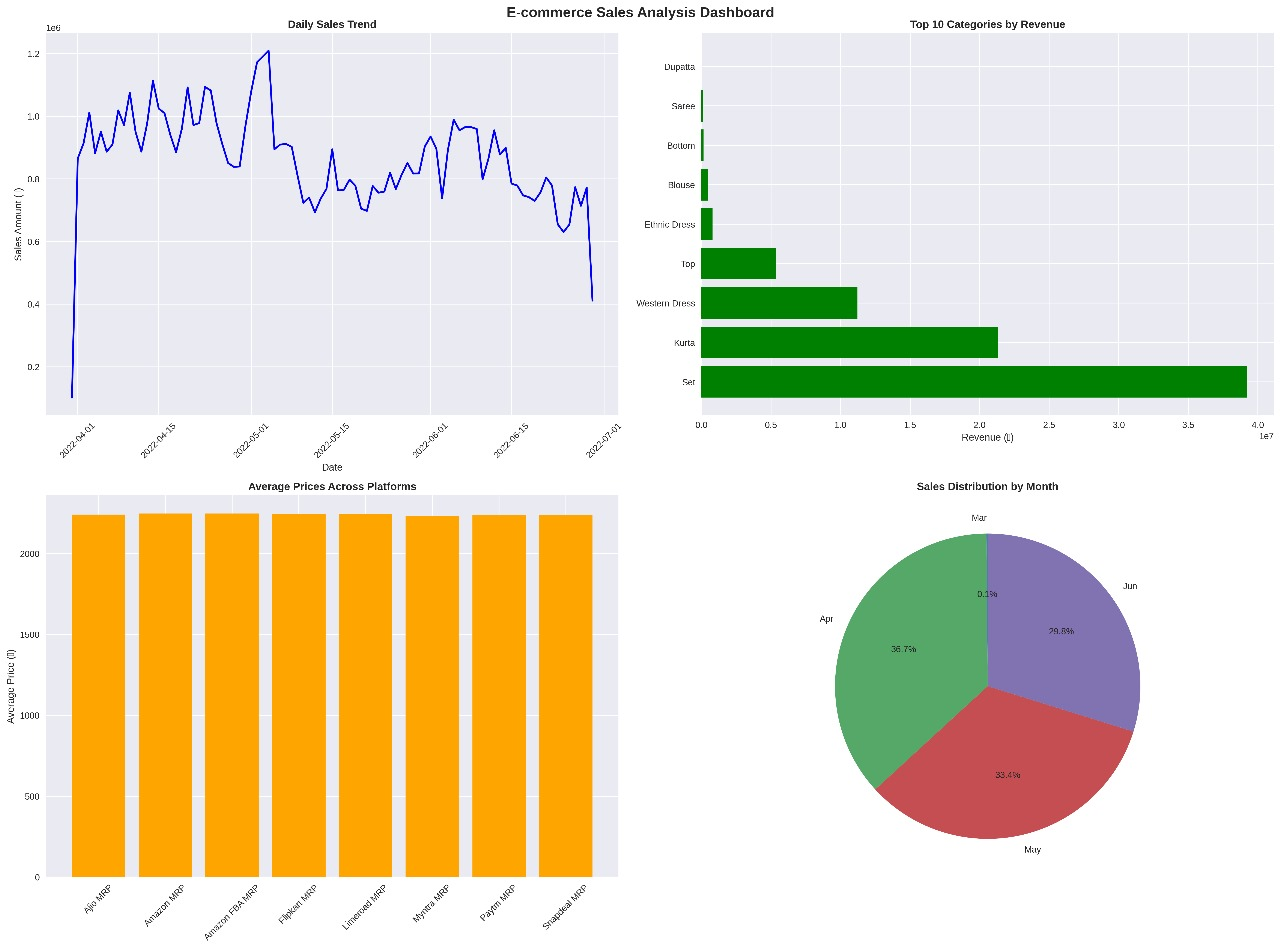 E-commerce Sales Analysis Dashboard
Daily Sales Trend
1e6
1.2
1.0
0.8
0.6
0.4
0.2
Sales Amount ( )
2022-04-01
2022-04-15
2022-05-01
2022-05-15
2022-06-01
2022-06-15
2022-07-01
Date
Top 10 Categories by Revenue
Dupatta
Saree
Bottom
Blouse
Ethnic Dress
Top
Western Dress
Kurta
Set
0.0 0.5 1.0 1.5 2.0 2.5 3.0 3.5 4.0
1e7
Revenue (▯)
Average Prices Across Platforms
2000
1500
1000
500
0
Average Price (▯)
Ajio MRP
Amazon MRP
Amazon FBA MRP
Flipkart MRP
Limeroad MRP
Myntra MRP
Paytm MRP
Snapdeal MRP
Sales Distribution by Month
Mar
0.1%
Jun
29.8%
Apr
36.7%
33.4%
May